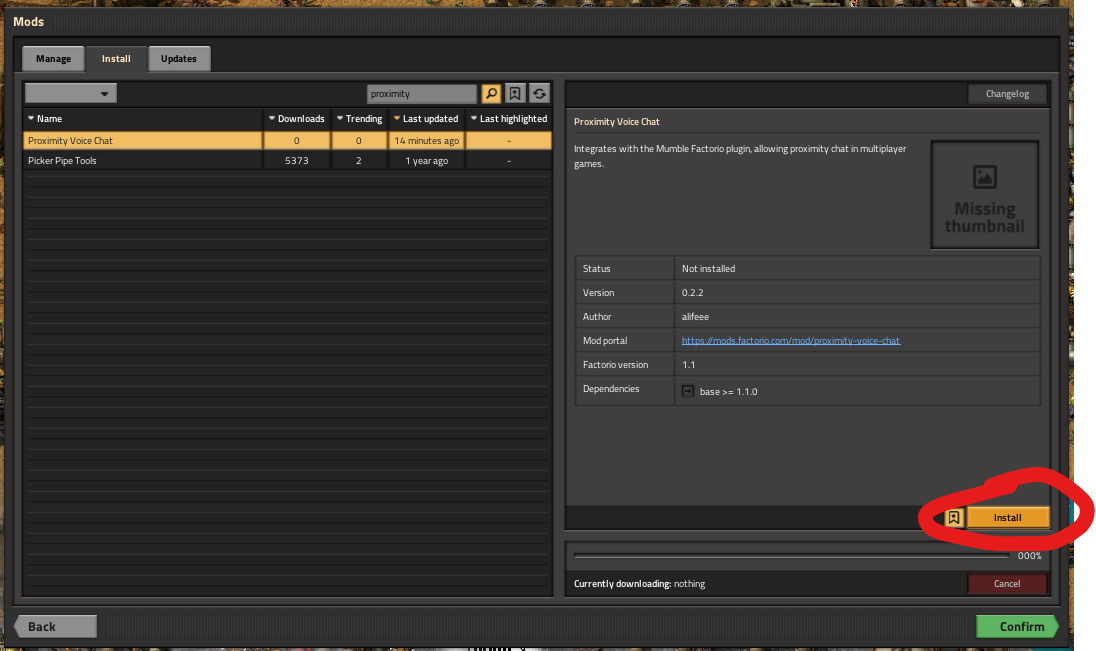 Mods
Manage Install Updates
proximity
Name Downloads Trending Last updated Last highlighted
Proximity Voice Chat 0 0 14 minutes ago -
Picker Pipe Tools 5373 2 1 year ago -
Changelog
Proximity Voice Chat
Integrates with the Mumble Factorio plugin, allowing proximity chat in multiplayer
games.
Missing
thumbnail
Status Not installed
Version 0.2.2
Author alifeee
Mod portal https://mods.factorio.com/mod/proximity-voice-chat
Factorio version 1.1
Dependencies base >= 1.1.0
Install
000%
Currently downloading: nothing Cancel
Back Confirm